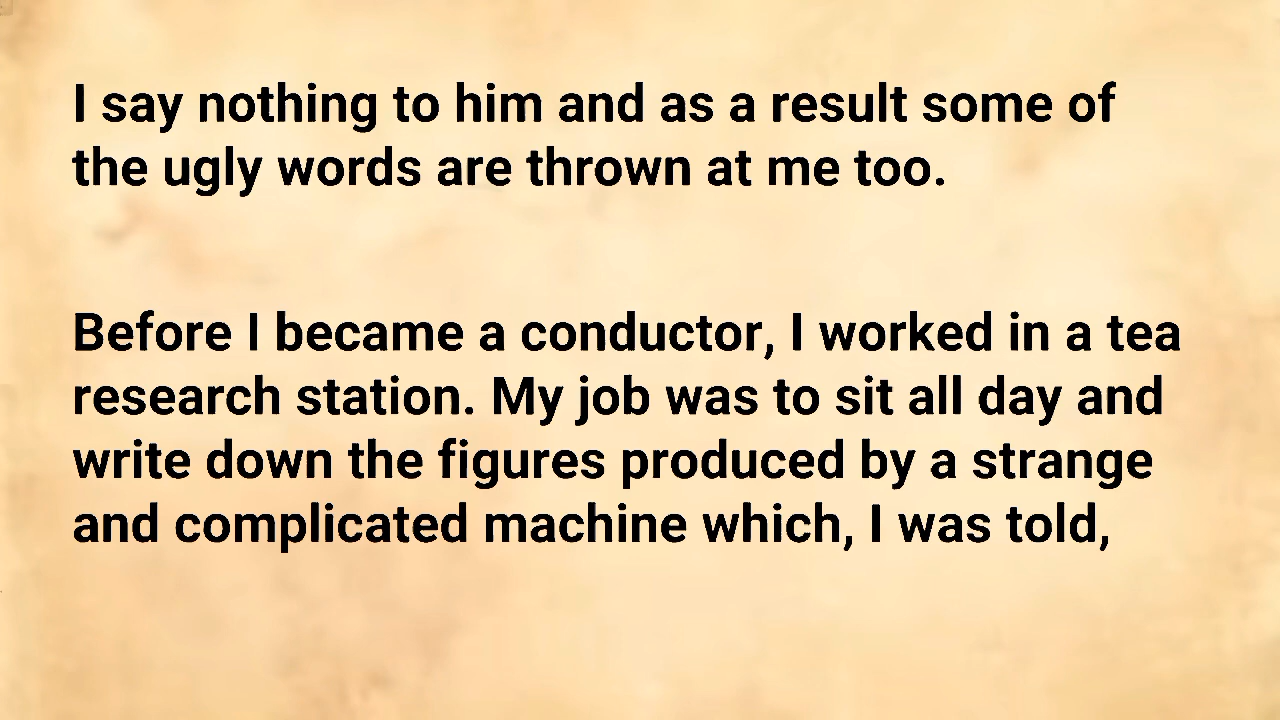 I say nothing to him and as a result some of
the ugly words are thrown at me too.
Before I became a conductor, I worked in a tea
research station. My job was to sit all day and
write down the figures produced by a strange
and complicated machine which, I was told,